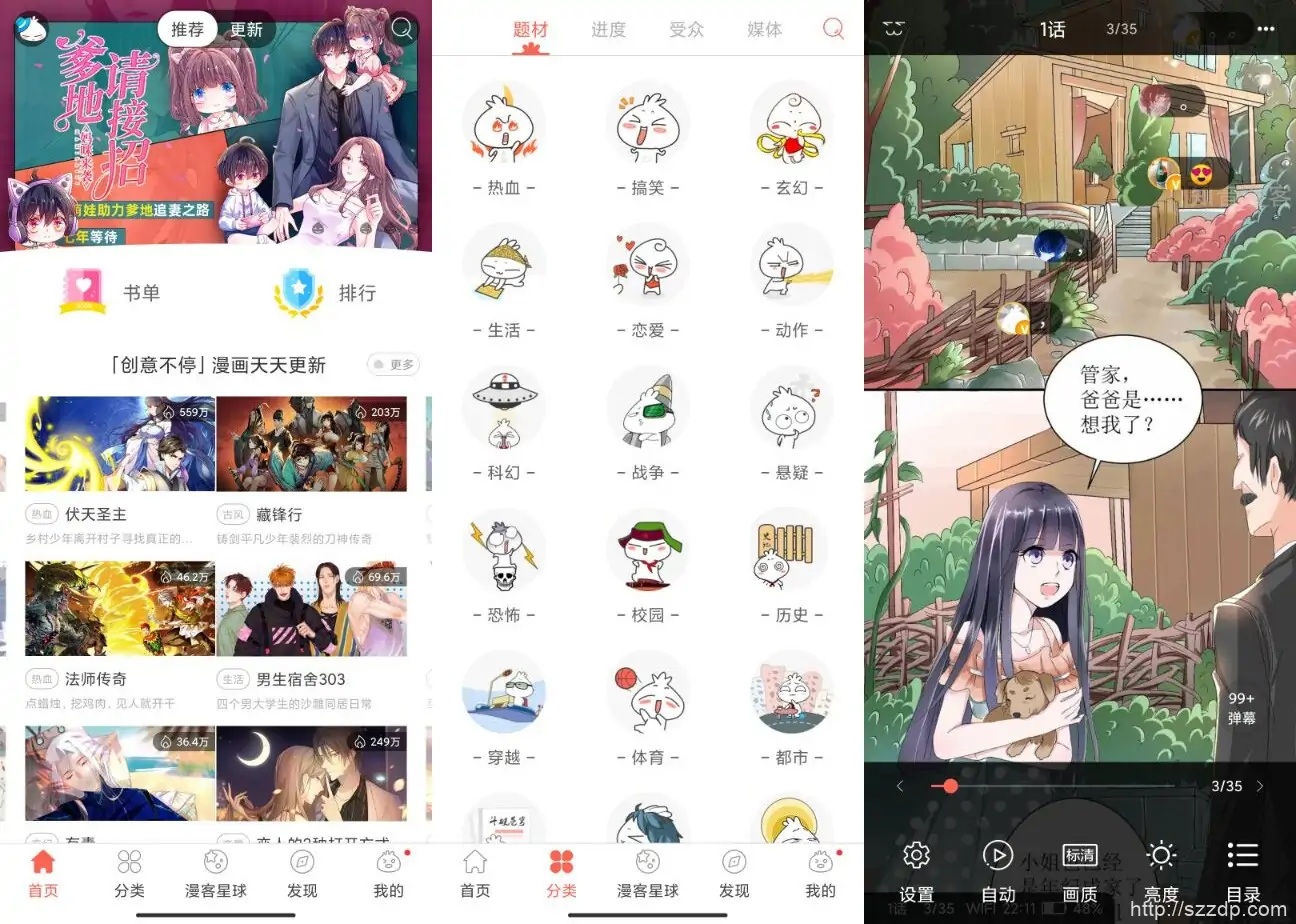 推荐
更新
爹地
请接招
妈咪来袭
萌娃助力爹地追妻之路
七年等待
书单
排行
「创意不停」漫画天天更新
更多
559万
203万
热血
伏天圣主
古风
藏锋行
乡村少年离开村子寻找真正的...
铸剑平凡少年装烈的刀神传奇
46.2万
69.6万
热血
法师传奇
生活
男生宿舍303
点蜡烛，挖鸡肉，见人就开干
四个男大学生的沙雕同居日常
36.4万
249万
首页
分类
漫客星球
发现
我的
题材
进度
受众
媒体
- 热血 -
- 搞笑 -
- 玄幻 -
- 生活 -
- 恋爱 -
- 动作 -
- 科幻 -
- 战争 -
- 悬疑 -
- 恐怖 -
- 校园 -
- 历史 -
- 穿越 -
- 体育 -
- 都市 -
斗破苍穹
首页
分类
漫客星球
发现
我的
1话
3/35
管家，
爸爸是……
想我了？
99+
弹幕
3/35
标清
设置
自动
画质
亮度
目录
1话 3/35 WIFI 22:11 48%
http://szzdp.com